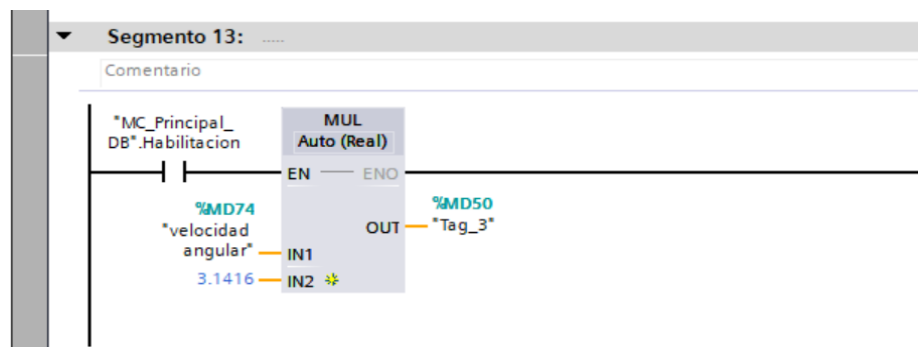 Segmento 13: .....
Comentario
"MC_Principal_
DB".Habilitacion
MUL
Auto (Real)
EN
ENO
%MD74
"velocidad
angular"
IN1
3.1416
IN2
OUT
%MD50
"Tag_3"